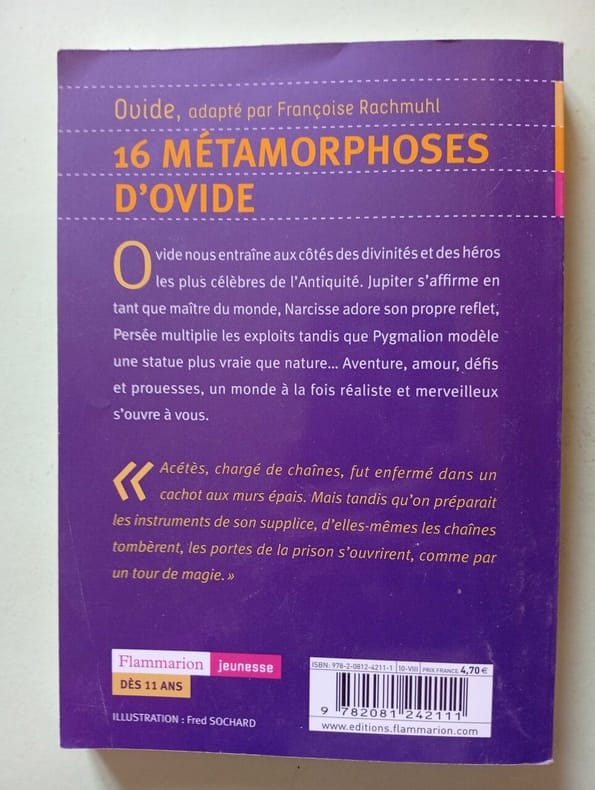 Ovide, adapté par Françoise Rachmuhl
16 MÉTAMORPHOSES
D'OVIDE
Ovide nous entraîne aux côtés des divinités et des héros
les plus célèbres de l'Antiquité. Jupiter s'affirme en
tant que maître du monde, Narcisse adore son propre reflet,
Persée multiplie les exploits tandis que Pygmalion modèle
une statue plus vraie que nature... Aventure, amour, défis
et prouesses, un monde à la fois réaliste et merveilleux
s'ouvre à vous.
« Acétès, chargé de chaînes, fut enfermé dans un
cachot aux murs épais. Mais tandis qu'on préparait
les instruments de son supplice, d'elles-mêmes les chaînes
tombèrent, les portes de la prison s'ouvrirent, comme par
un tour de magie. »
Flammarion jeunesse
DÈS 11 ANS
ILLUSTRATION : Fred SOCHARD
ISBN: 978-2-0812-4211-1 10-VIII PRIX FRANCE 4,70 €
9 782081 242111
www.editions.flammarion.com